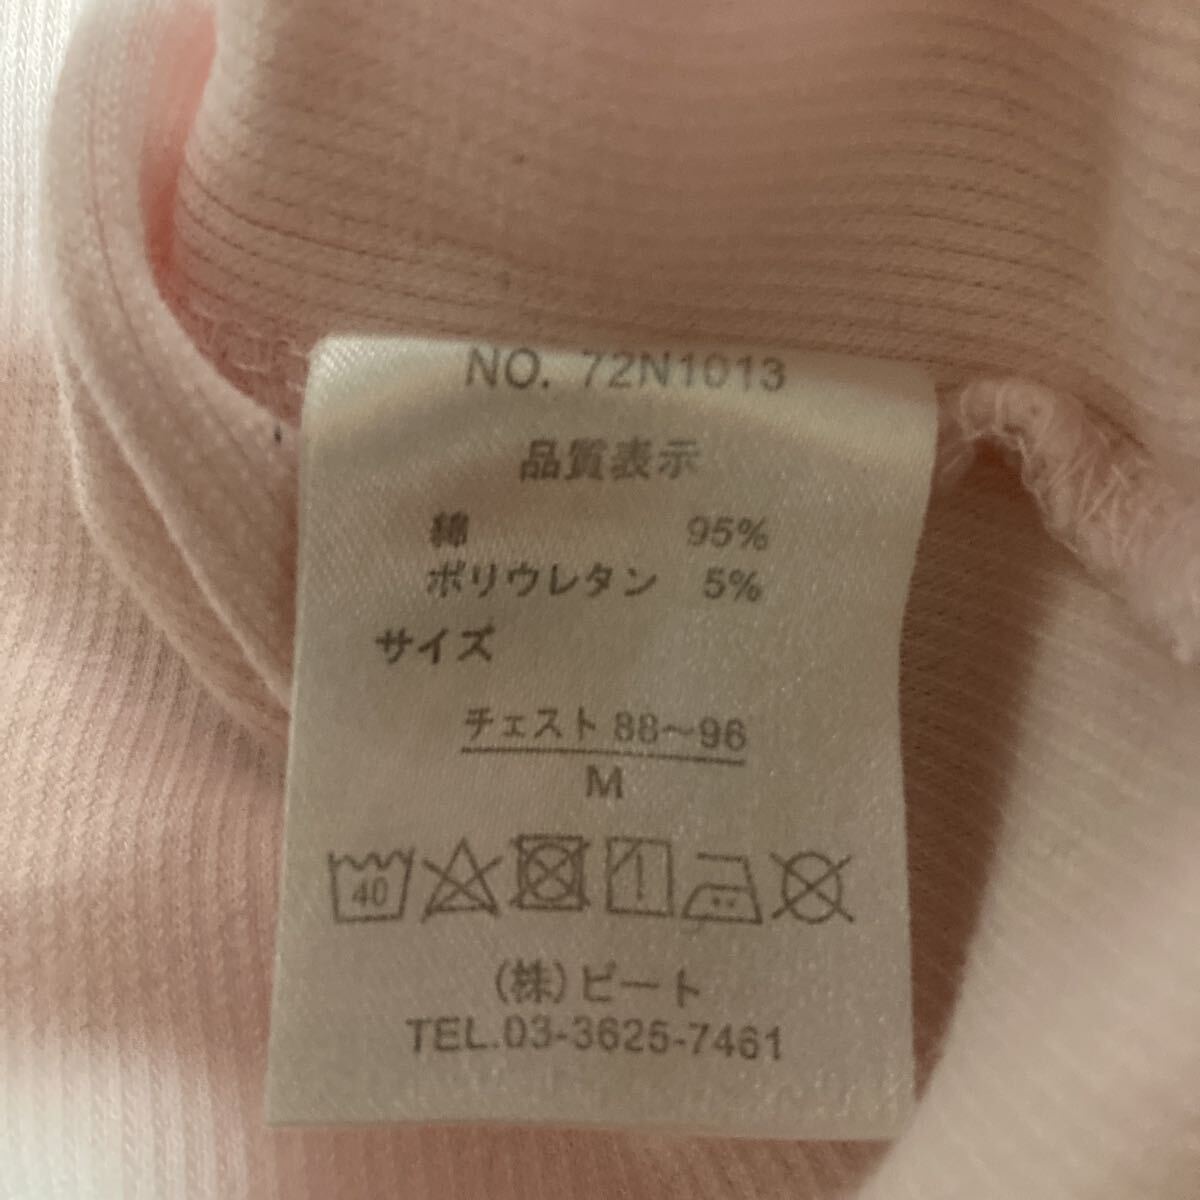 NO. 72N1013
品質表示
綿 95%
ポリウレタン 5%
サイズ
チェスト 88〜96
M
40
(株)ビート
TEL.03-3625-7461